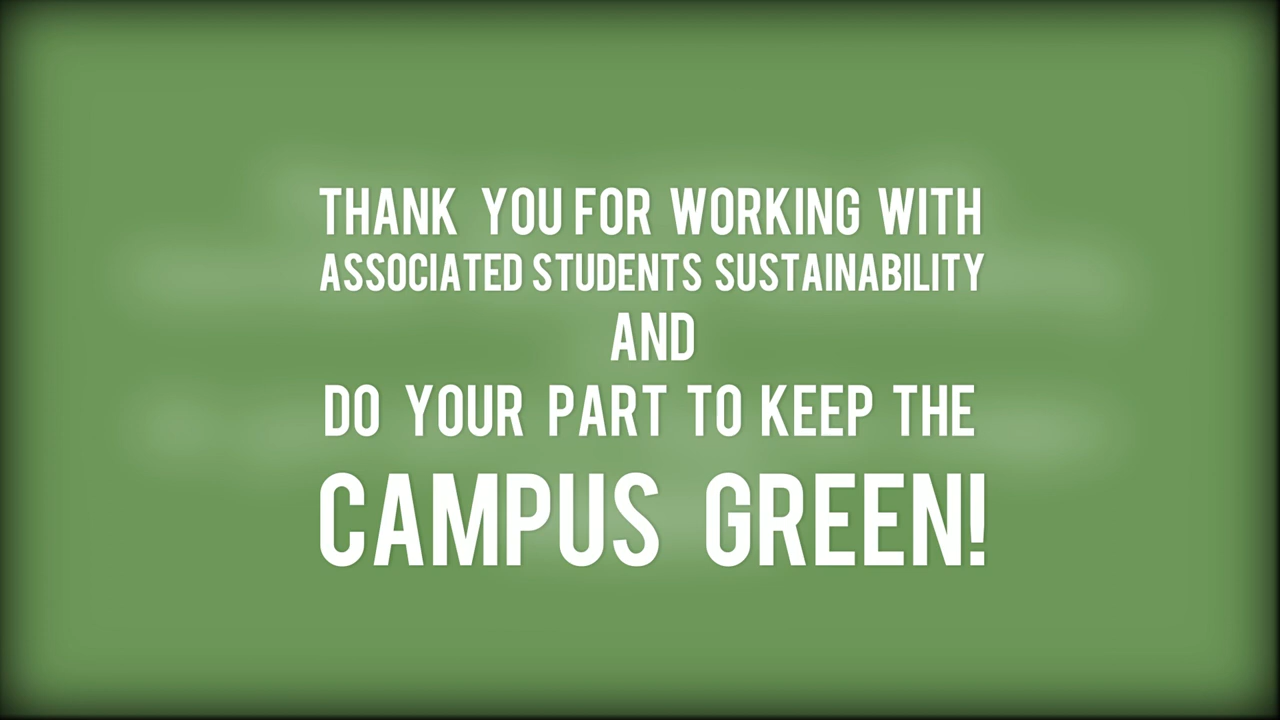 THANK YOU FOR WORKING WITH
ASSOCIATED STUDENTS SUSTAINABILITY
AND
DO YOUR PART TO KEEP THE
CAMPUS GREEN!